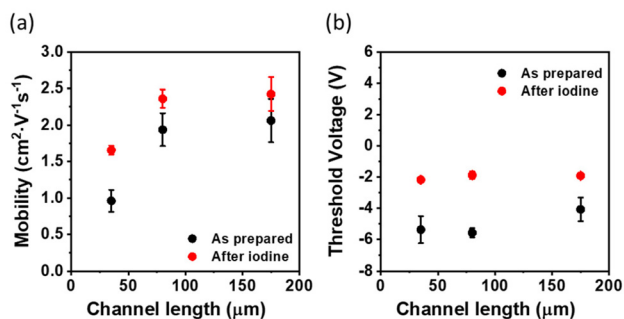 (a)
3.0
2.5
2.0
1.5
1.0
0.5
0.0
Mobility (cm²·V⁻¹s⁻¹)
As prepared
After iodine
0 50 100 150 200
Channel length (μm)
(b)
6
4
2
0
-2
-4
-6
-8
Threshold Voltage (V)
As prepared
After iodine
0 50 100 150 200
Channel length (μm)